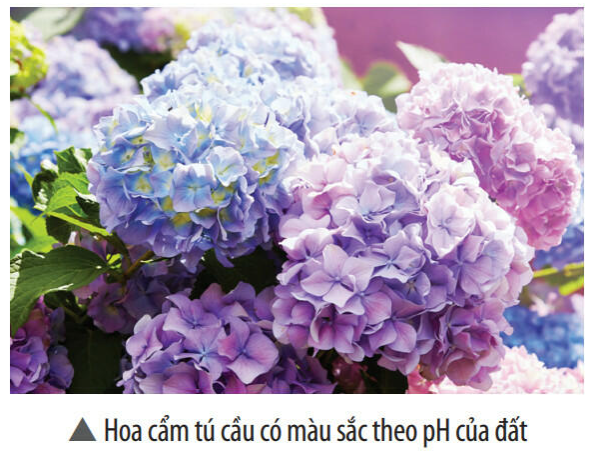 ▲ Hoa cẩm tú cầu có màu sắc theo pH của đất